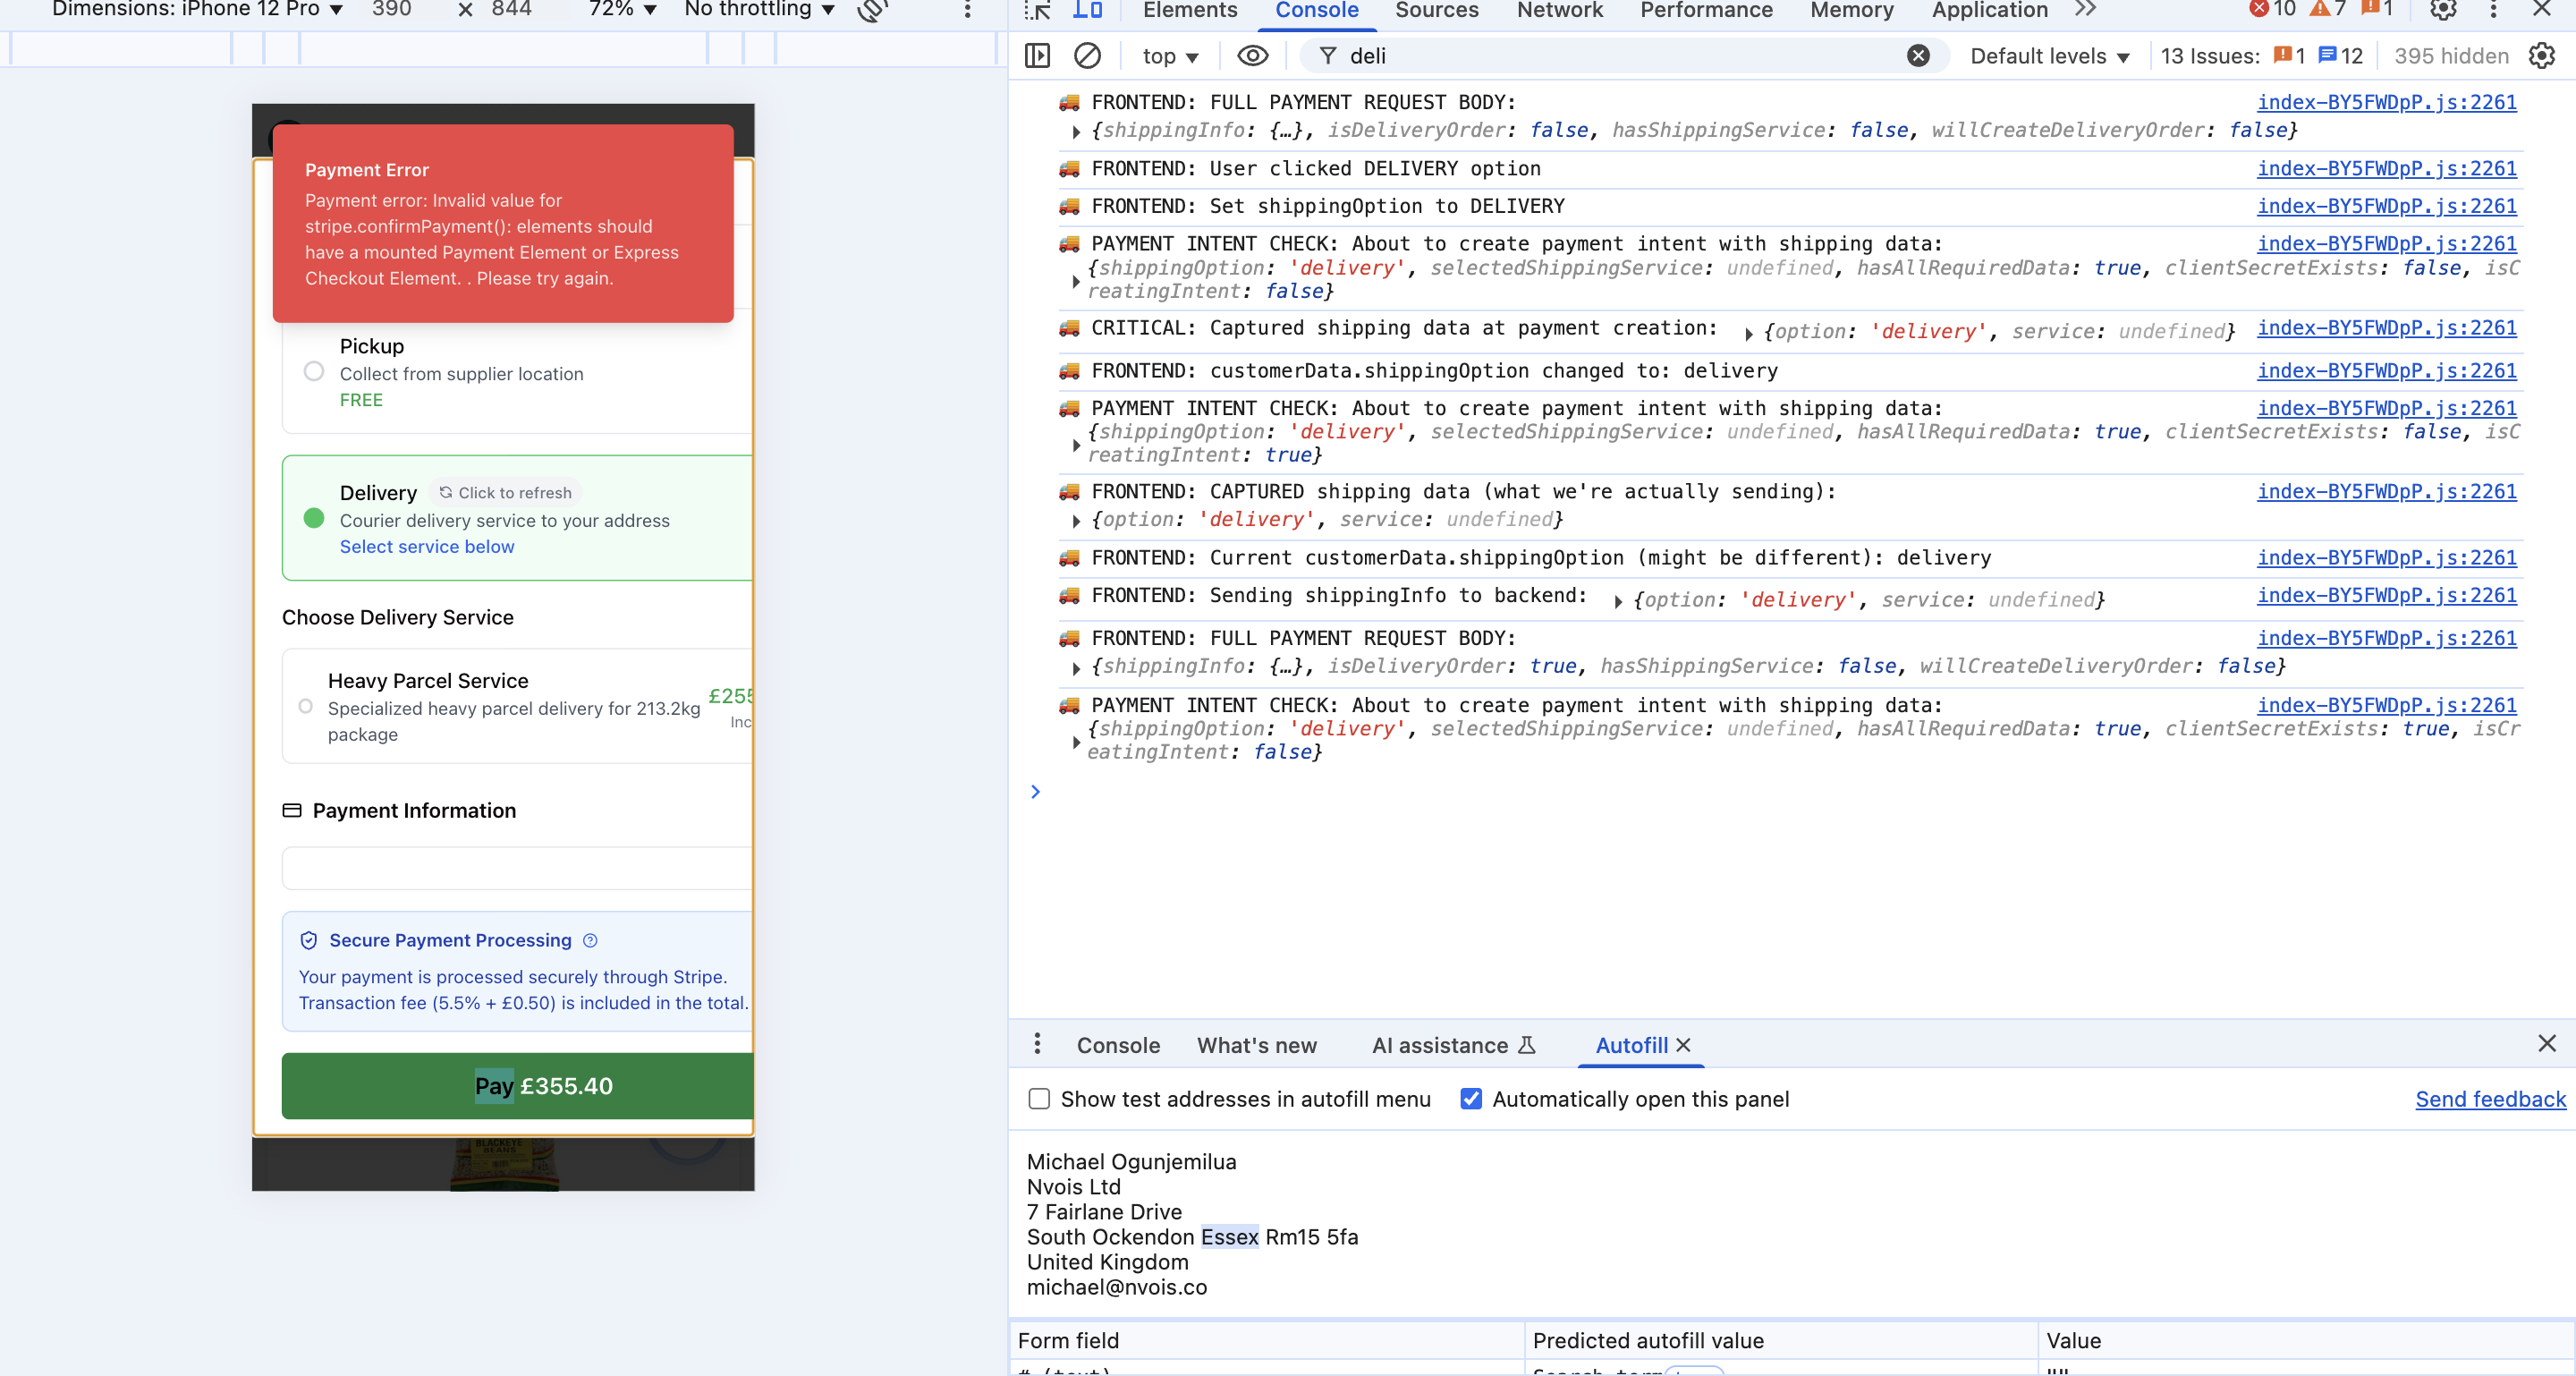 Dimensions: iPhone 12 Pro 390 × 844 72% No throttling
Elements Console Sources Network Performance Memory Application 10 7 1
top deli Default levels 13 Issues: 1 12 395 hidden
Payment Error
Payment error: Invalid value for
stripe.confirmPayment(): elements should
have a mounted Payment Element or Express
Checkout Element. . Please try again.
Pickup
Collect from supplier location
FREE
Delivery Click to refresh
Courier delivery service to your address
Select service below
Choose Delivery Service
Heavy Parcel Service
£255
Specialized heavy parcel delivery for 213.2kg
Inc
package
Payment Information
Secure Payment Processing
Your payment is processed securely through Stripe.
Transaction fee (5.5% + £0.50) is included in the total.
Pay £355.40
BLACKEYE
BEANS
🚚 FRONTEND: FULL PAYMENT REQUEST BODY: index-BY5FWDpP.js:2261
{shippingInfo: {…}, isDeliveryOrder: false, hasShippingService: false, willCreateDeliveryOrder: false}
🚚 FRONTEND: User clicked DELIVERY option index-BY5FWDpP.js:2261
🚚 FRONTEND: Set shippingOption to DELIVERY index-BY5FWDpP.js:2261
🚚 PAYMENT INTENT CHECK: About to create payment intent with shipping data: index-BY5FWDpP.js:2261
{shippingOption: 'delivery', selectedShippingService: undefined, hasAllRequiredData: true, clientSecretExists: false, isC
reatingIntent: false}
🚚 CRITICAL: Captured shipping data at payment creation: {option: 'delivery', service: undefined} index-BY5FWDpP.js:2261
🚚 FRONTEND: customerData.shippingOption changed to: delivery index-BY5FWDpP.js:2261
🚚 PAYMENT INTENT CHECK: About to create payment intent with shipping data: index-BY5FWDpP.js:2261
{shippingOption: 'delivery', selectedShippingService: undefined, hasAllRequiredData: true, clientSecretExists: false, isC
reatingIntent: true}
🚚 FRONTEND: CAPTURED shipping data (what we're actually sending): index-BY5FWDpP.js:2261
{option: 'delivery', service: undefined}
🚚 FRONTEND: Current customerData.shippingOption (might be different): delivery index-BY5FWDpP.js:2261
🚚 FRONTEND: Sending shippingInfo to backend: {option: 'delivery', service: undefined} index-BY5FWDpP.js:2261
🚚 FRONTEND: FULL PAYMENT REQUEST BODY: index-BY5FWDpP.js:2261
{shippingInfo: {…}, isDeliveryOrder: true, hasShippingService: false, willCreateDeliveryOrder: false}
🚚 PAYMENT INTENT CHECK: About to create payment intent with shipping data: index-BY5FWDpP.js:2261
{shippingOption: 'delivery', selectedShippingService: undefined, hasAllRequiredData: true, clientSecretExists: true, isCr
eatingIntent: false}
Console What's new AI assistance Autofill
Show test addresses in autofill menu Automatically open this panel Send feedback
Michael Ogunjemilua
Nvois Ltd
7 Fairlane Drive
South Ockendon Essex Rm15 5fa
United Kingdom
michael@nvois.co
Form field Predicted autofill value Value